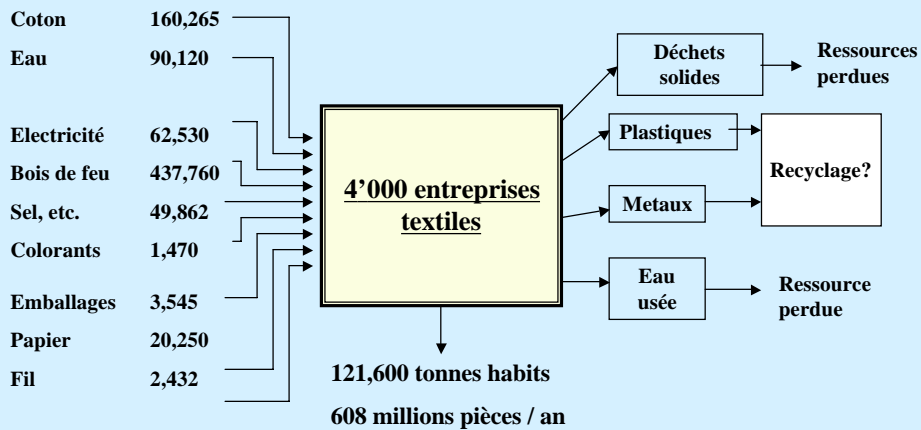 Coton 160,265
Eau 90,120
Electricité 62,530
Bois de feu 437,760
Sel, etc. 49,862
Colorants 1,470
Emballages 3,545
Papier 20,250
Fil 2,432
4’000 entreprises
textiles
Déchets
solides
Ressources
perdues
Plastiques
Recyclage?
Metaux
Eau
usée
Ressource
perdue
121,600 tonnes habits
608 millions pièces / an